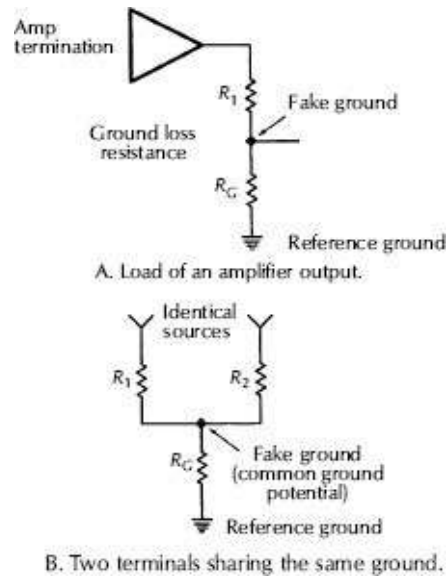 Amp
termination
R1
Fake ground
Ground loss
resistance
RG
Reference ground
A. Load of an amplifier output.
Identical
sources
R1
R2
RG
Fake ground
(common ground
potential)
Reference ground
B. Two terminals sharing the same ground.